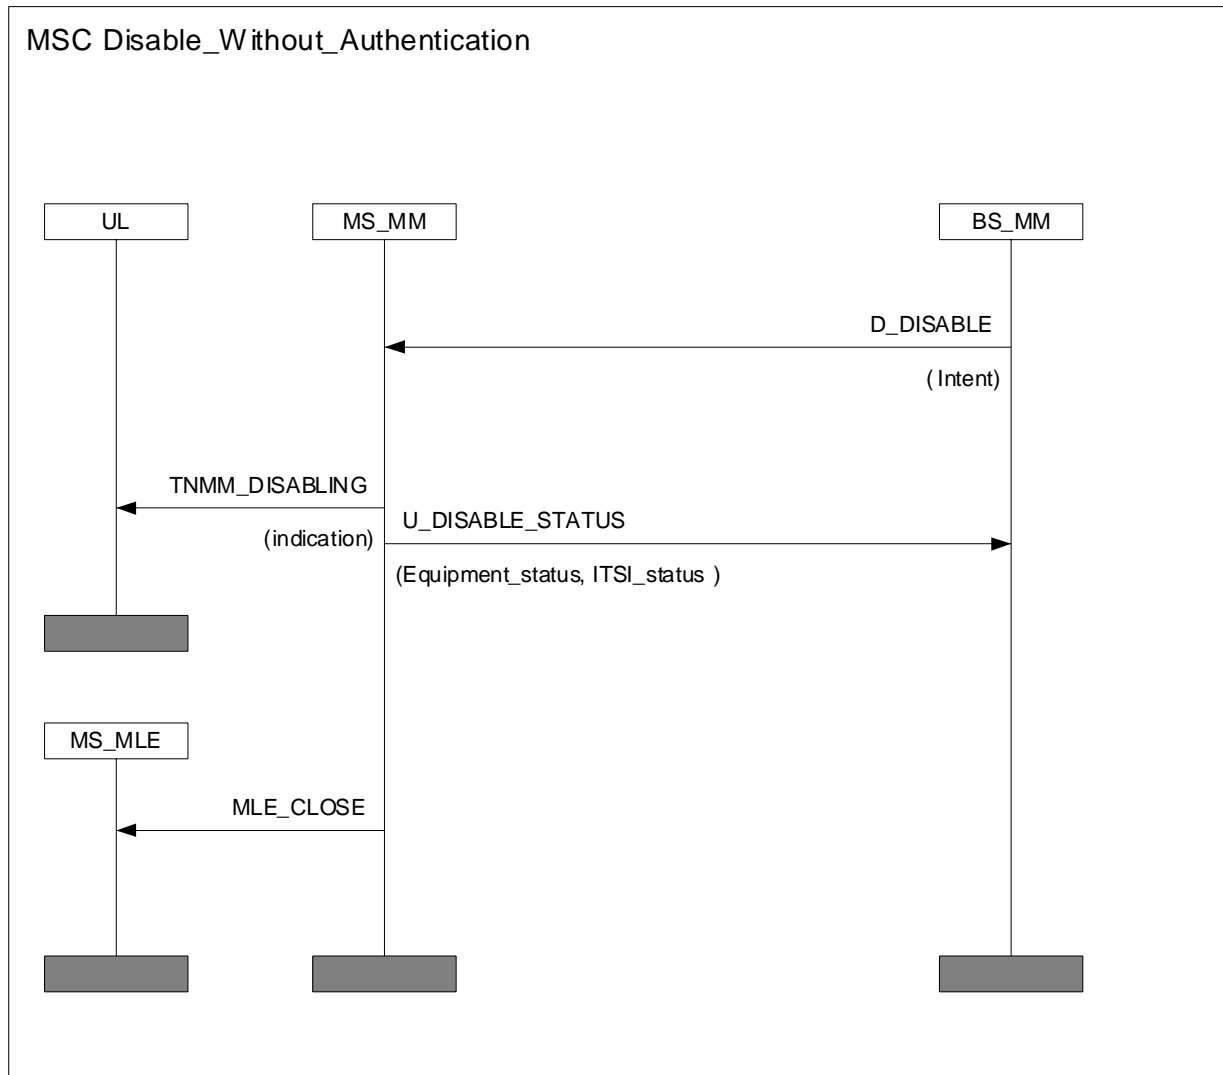 MSC Disable_Without_Authentication
UL
MS_MM
BS_MM
D_DISABLE
( Intent)
TNMM_DISABLING
(indication)
U_DISABLE_STATUS
(Equipment_status, ITSI_status )
MS_MLE
MLE_CLOSE